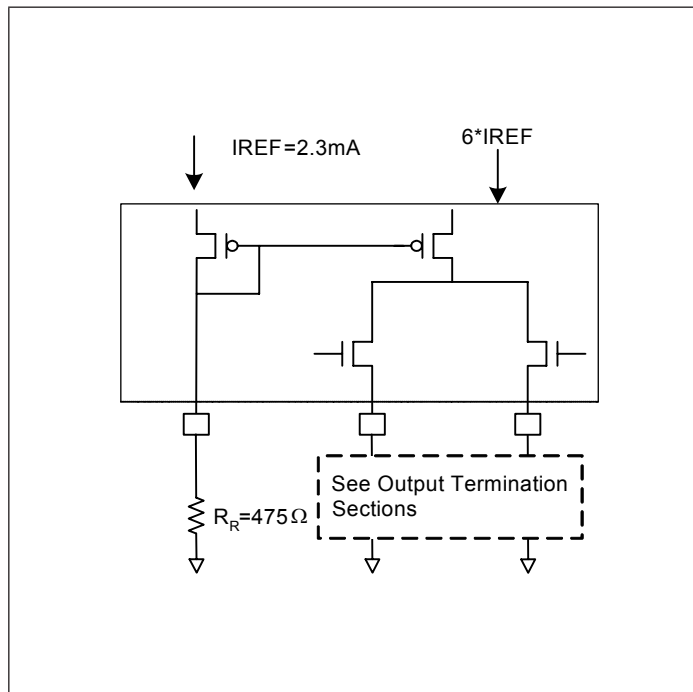 IREF=2.3mA
6*IREF
See Output Termination
Sections
R_R=475Ω